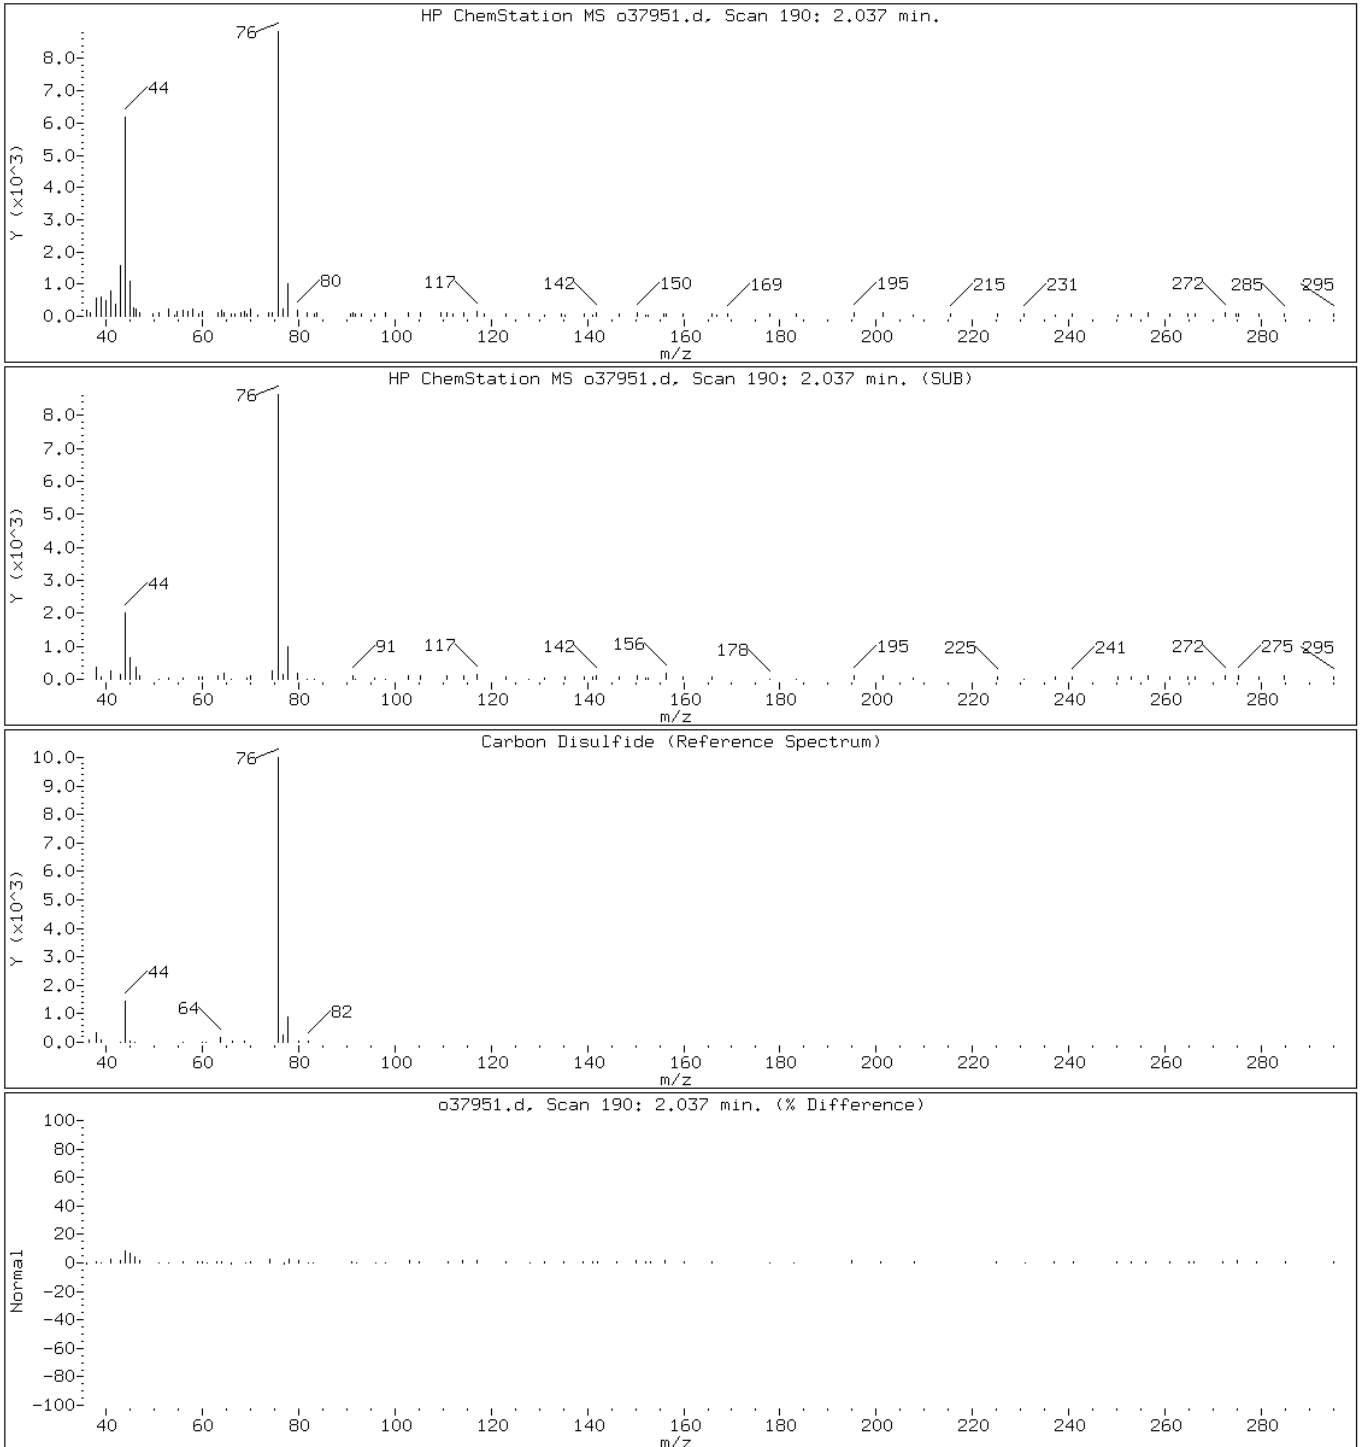 HP ChemStation MS o37951.d, Scan 190: 2.037 min.
76
8.0
44
7.0
6.0
5.0
Y (x10^3)
4.0
3.0
2.0
1.0
80 117 142 150 169 195 215 231 272 285 295
0.0
40 60 80 100 120 140 160 180 200 220 240 260 280
m/z
HP ChemStation MS o37951.d, Scan 190: 2.037 min. (SUB)
76
8.0
7.0
6.0
5.0
Y (x10^3)
4.0
3.0
44
2.0
1.0
91 117 142 156 178 195 225 241 272 275 295
0.0
40 60 80 100 120 140 160 180 200 220 240 260 280
m/z
Carbon Disulfide (Reference Spectrum)
10.0
76
9.0
8.0
7.0
6.0
5.0
Y (x10^3)
4.0
3.0
44
2.0
64 82
1.0
0.0
40 60 80 100 120 140 160 180 200 220 240 260 280
m/z
o37951.d, Scan 190: 2.037 min. (% Difference)
100
80
60
40
20
0
Normal
-20
-40
-60
-80
-100
40 60 80 100 120 140 160 180 200 220 240 260 280
m/z